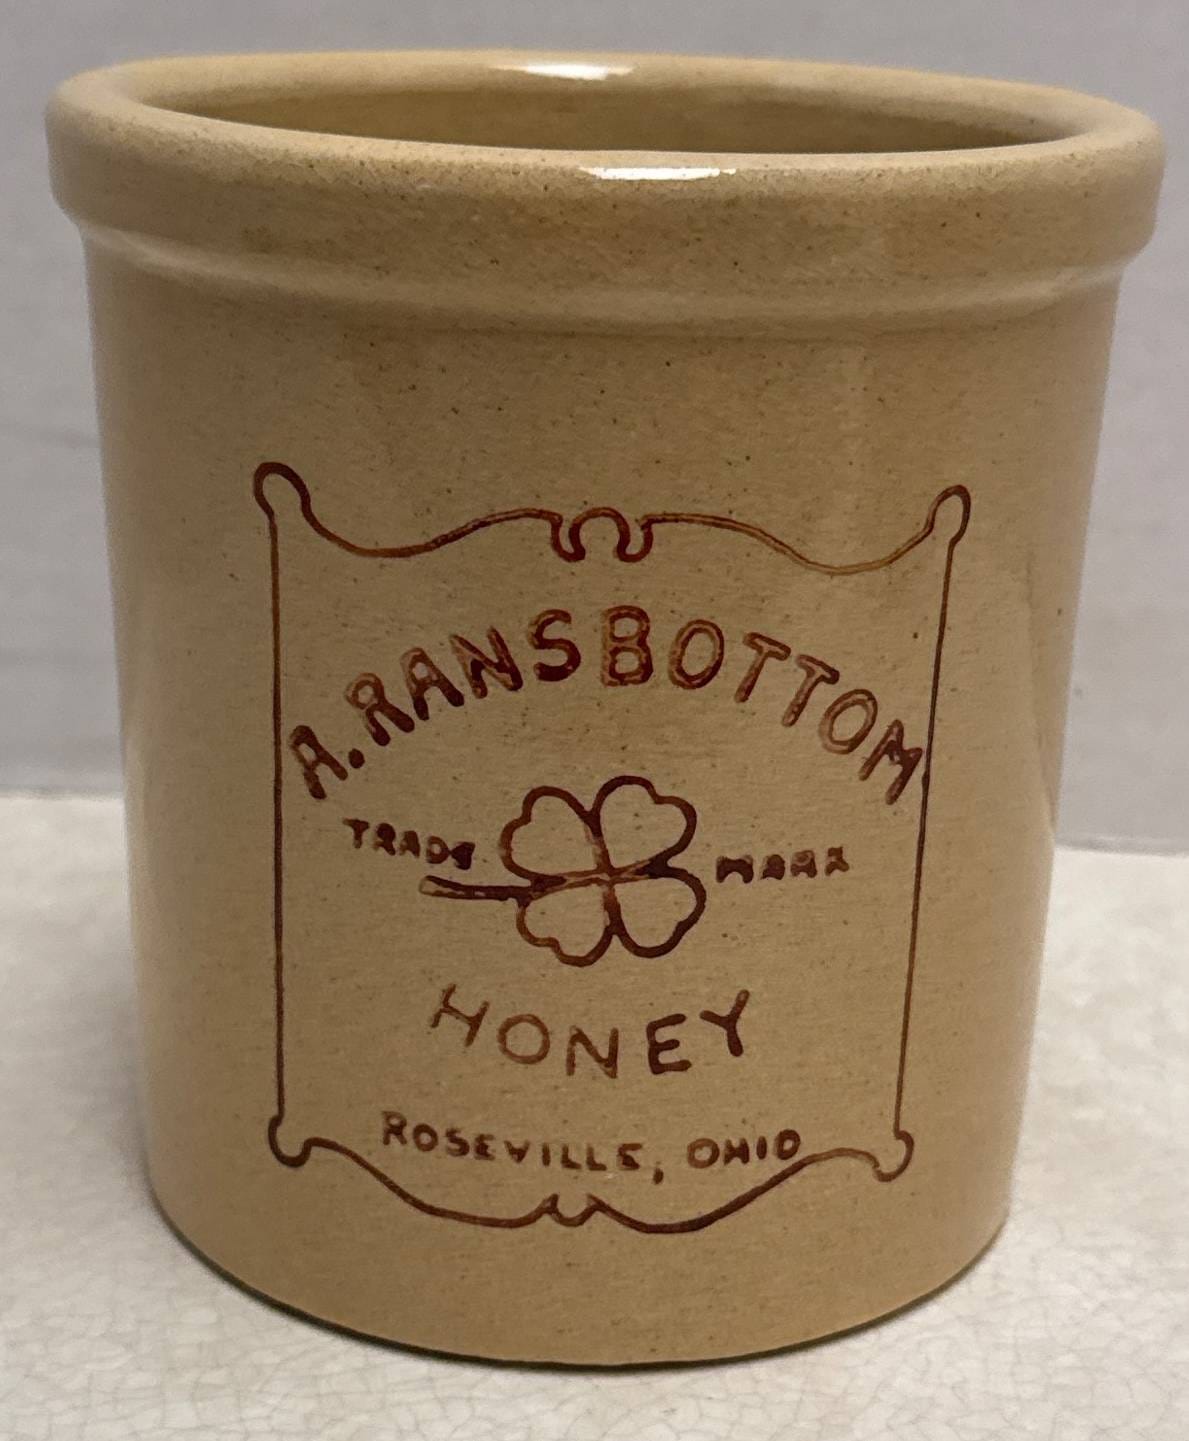 A. RANSBOTTOM
TRADE MARK
HONEY
ROSEVILLE, OHIO